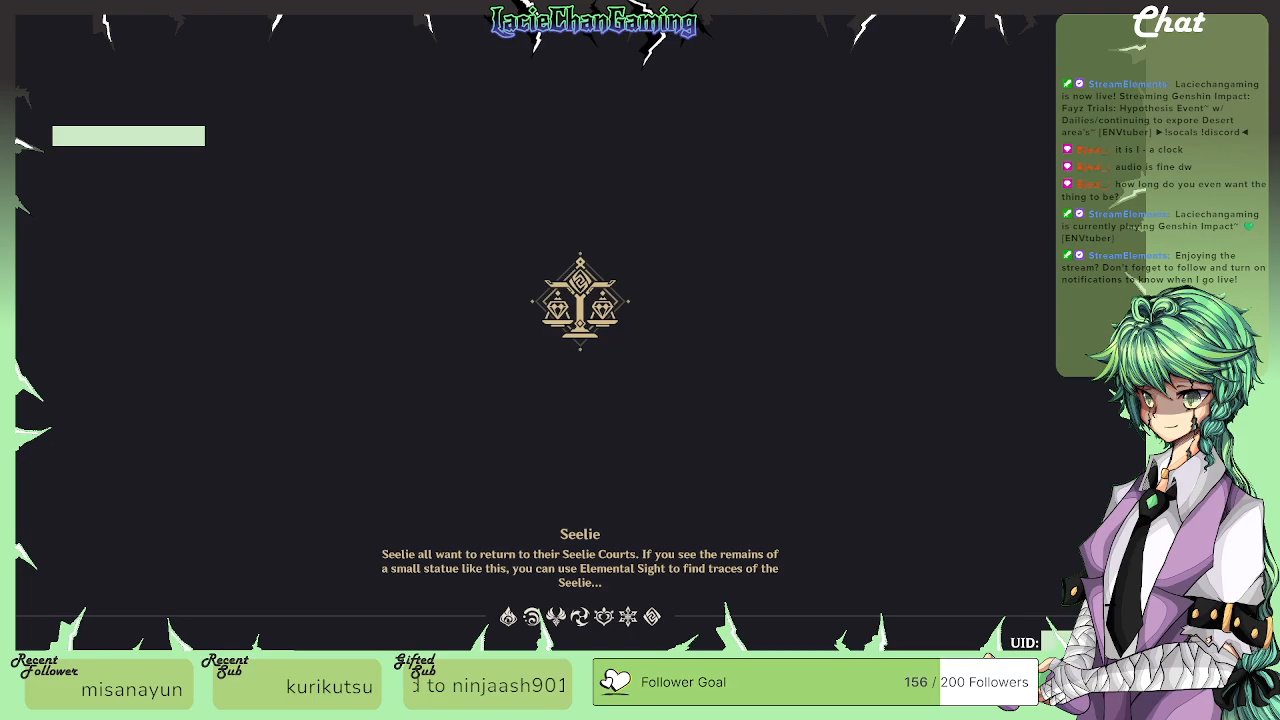 LacieChanGaming
Chat
StreamElements: Laciechangaming
is now live! Streaming Genshin Impact:
Fayz Trials: Hypothesis Event~ w/
Dailies/continuing to expore Desert
area's~ [ENVtuber] ►!socals !discord◄
it is I - a clock
audio is fine dw
how long do you even want the
thing to be?
StreamElements: Laciechangaming
is currently playing Genshin Impact~
[ENVtuber]
StreamElements: Enjoying the
stream? Don't forget to follow and turn on
notifications to know when I go live!
Seelie
Seelie all want to return to their Seelie Courts. If you see the remains of
a small statue like this, you can use Elemental Sight to find traces of the
Seelie...
UID:
Recent
Follower
misanayun
Recent
Sub
kurikutsu
Gifted
Sub
to ninjaash901
Follower Goal
156 / 200 Followers